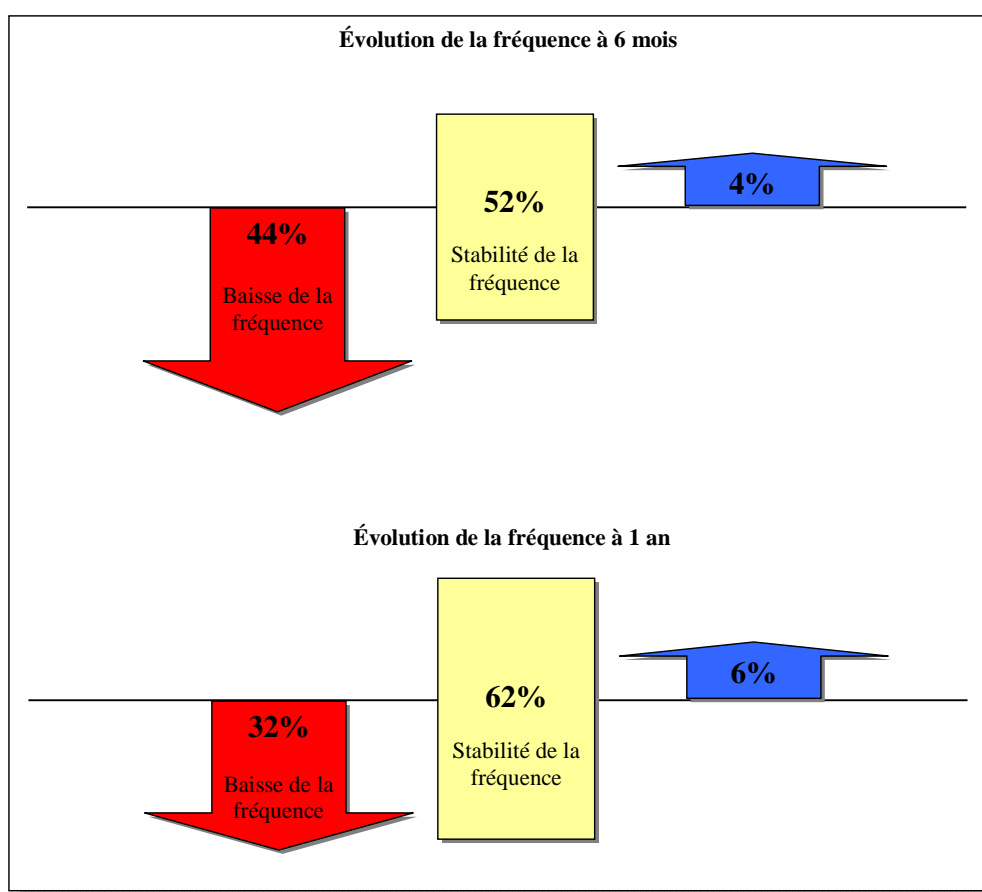 Évolution de la fréquence à 6 mois
4%
52%
44%
Stabilité de la
fréquence
Baisse de la
fréquence
Évolution de la fréquence à 1 an
6%
62%
32%
Stabilité de la
fréquence
Baisse de la
fréquence